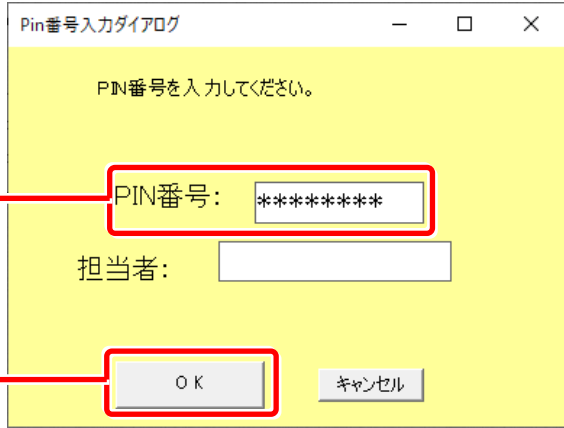 Pin番号入力ダイアログ
PIN番号を入力してください。
PIN番号: ********
担当者:
OK キャンセル